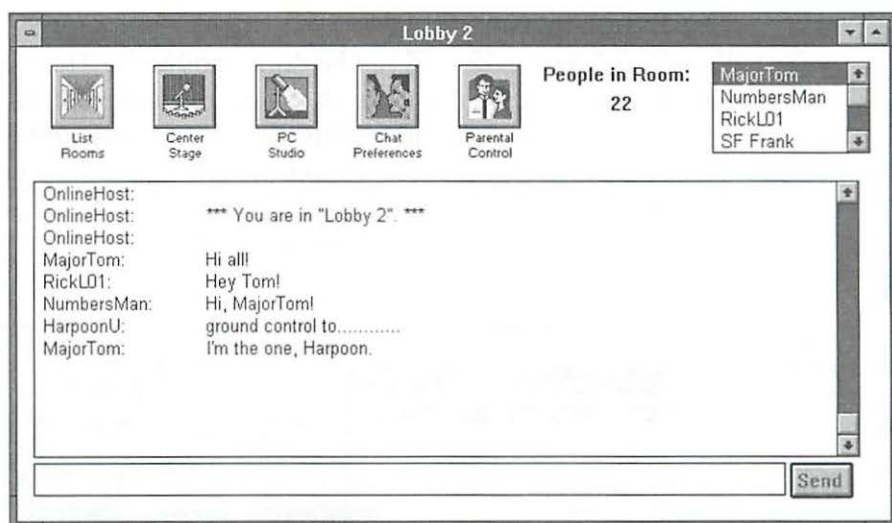 Lobby 2
List Rooms
Center Stage
PC Studio
Chat Preferences
Parental Control
People in Room:
22
MajorTom
NumbersMan
RickL01
SF Frank
OnlineHost:
OnlineHost: *** You are in "Lobby 2". ***
OnlineHost:
MajorTom: Hi all!
RickL01: Hey Tom!
NumbersMan: Hi, MajorTom!
HarpoonU: ground control to............
MajorTom: I'm the one, Harpoon.
Send